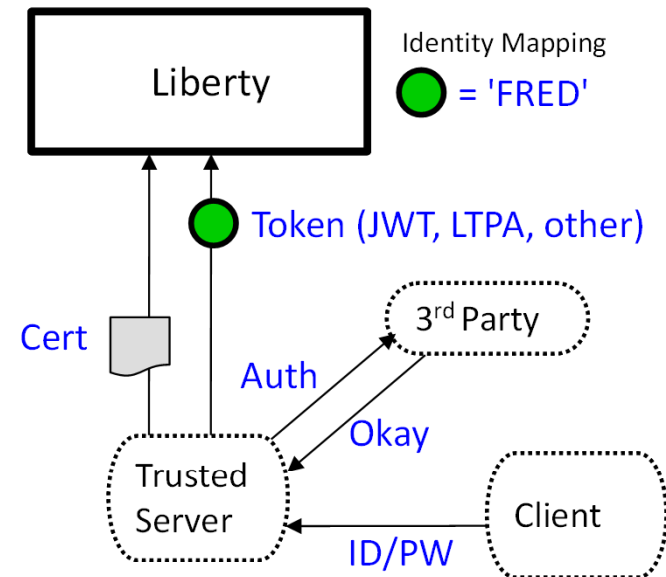 Liberty
Identity Mapping
= 'FRED'
Token (JWT, LTPA, other)
Cert
3rd Party
Auth
Okay
Trusted
Server
Client
ID/PW